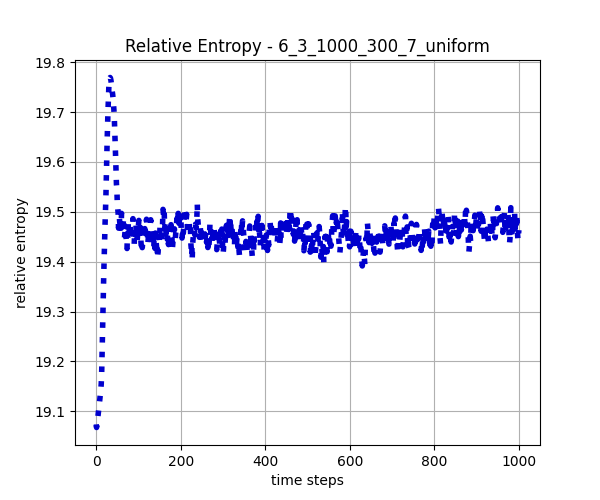 Relative Entropy - 6_3_1000_300_7_uniform
19.8
19.7
19.6
19.5
19.4
19.3
19.2
19.1
relative entropy
0 200 400 600 800 1000
time steps